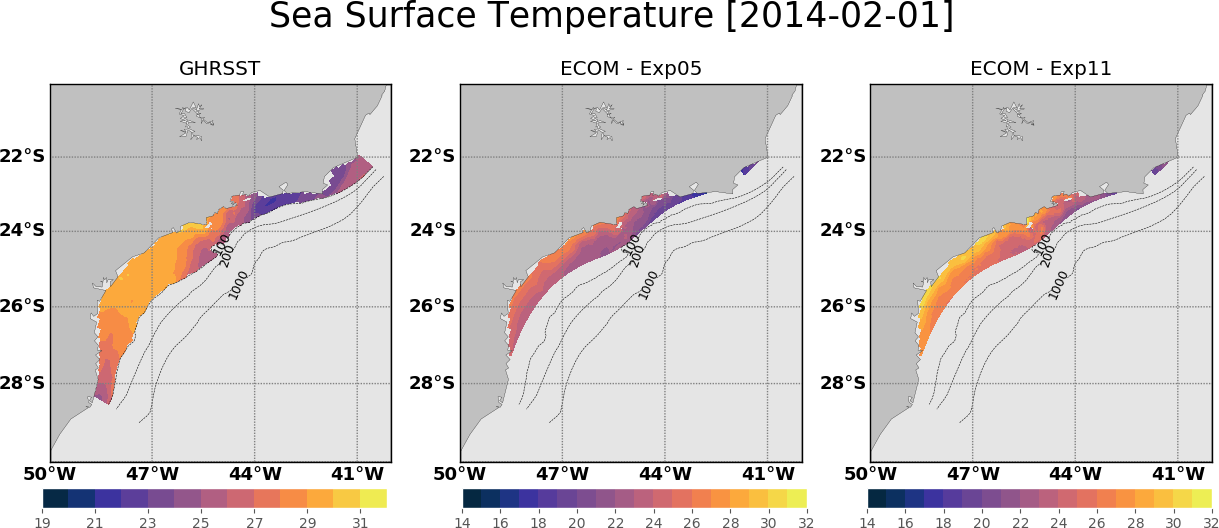 Sea Surface Temperature [2014-02-01]
GHRSST
ECOM - Exp05
ECOM - Exp11
22°S
22°S
22°S
24°S
24°S
24°S
100
200
1000
100
200
1000
100
200
1000
26°S
26°S
26°S
28°S
28°S
28°S
50°W 47°W 44°W 41°W
50°W 47°W 44°W 41°W
50°W 47°W 44°W 41°W
19 21 23 25 27 29 31
14 16 18 20 22 24 26 28 30 32
14 16 18 20 22 24 26 28 30 32